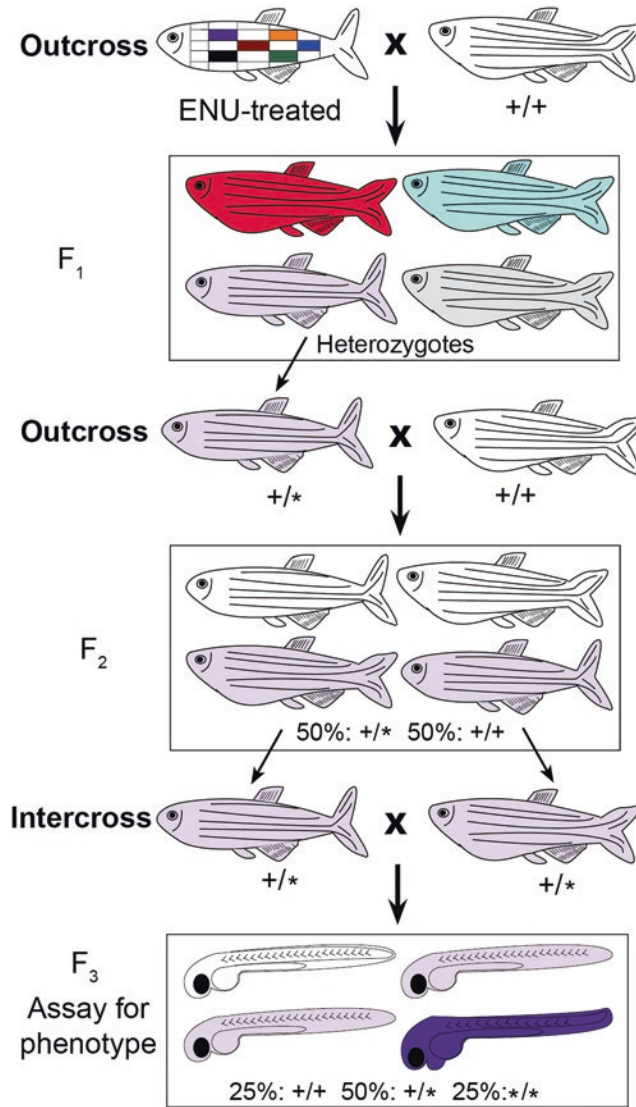 Outcross X
ENU-treated +/+
F1
Heterozygotes
Outcross X
+/* +/+
F2
50%: +/* 50%: +/+
Intercross X
+/* +/*
F3
Assay for
phenotype
25%: +/+ 50%: +/* 25%:*/*